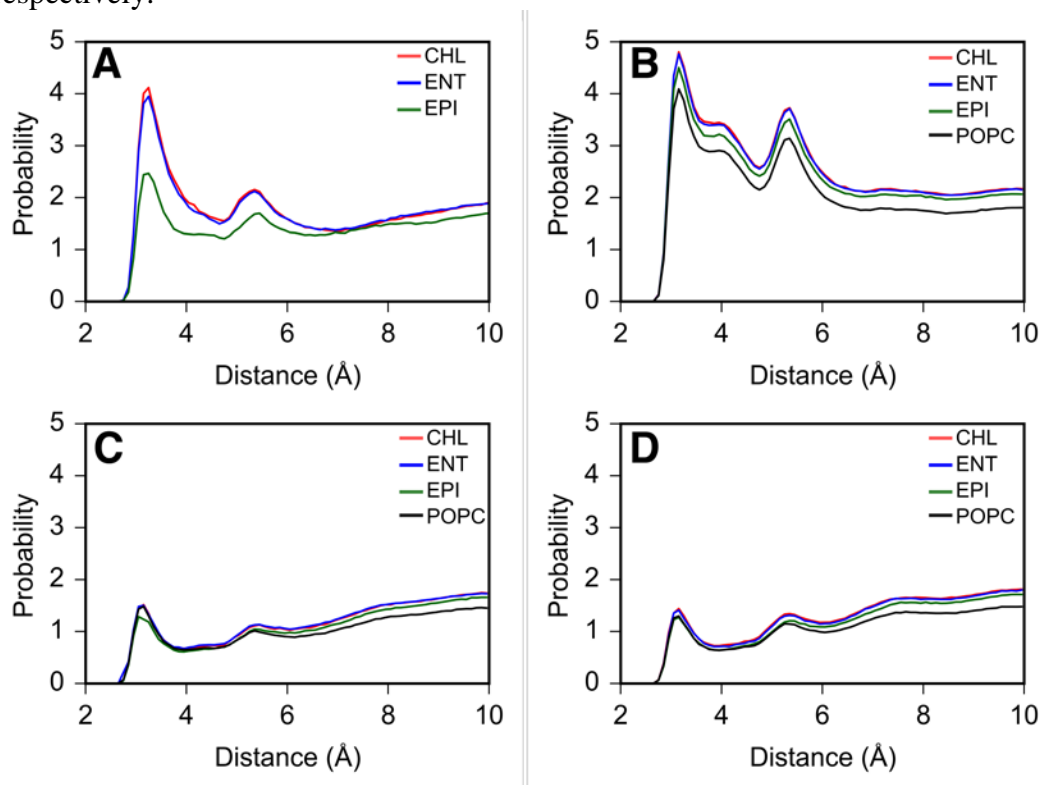 espectively.
A
CHL
ENT
EPI
Probability
5
4
3
2
1
0
2 4 6 8 10
Distance (Å)
B
CHL
ENT
EPI
POPC
Probability
5
4
3
2
1
0
2 4 6 8 10
Distance (Å)
C
CHL
ENT
EPI
POPC
Probability
5
4
3
2
1
0
2 4 6 8 10
Distance (Å)
D
CHL
ENT
EPI
POPC
Probability
5
4
3
2
1
0
2 4 6 8 10
Distance (Å)